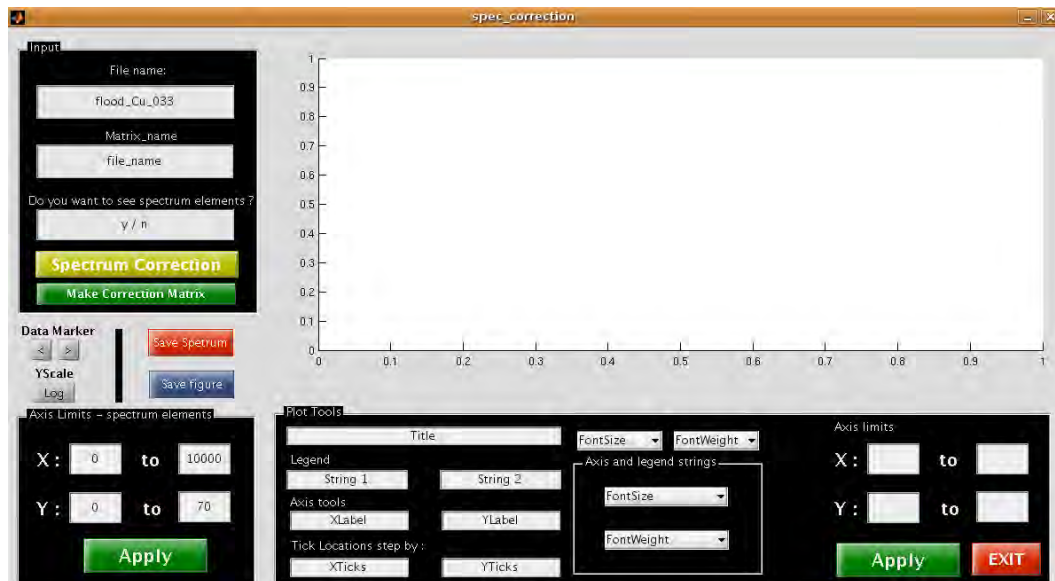 spec_correction
Input
File name:
flood_Cu_033
Matrix_name
file_name
Do you want to see spectrum elements ?
y / n
Spectrum Correction
Make Correction Matrix
1
0.9
0.8
0.7
0.6
0.5
0.4
0.3
0.2
0.1
0
0 0.1 0.2 0.3 0.4 0.5 0.6 0.7 0.8 0.9 1
Data Marker
< >
YScale
Log
Save Spetrum
Save figure
Axis Limits - spectrum elements
X : 0 to 10000
Y : 0 to 70
Apply
Plot Tools
Title
FontSize FontWeight
Legend
String 1 String 2
Axis tools
XLabel YLabel
Tick Locations step by :
XTicks YTicks
Axis and legend strings
FontSize
FontWeight
Axis limits
X : to
Y : to
Apply EXIT